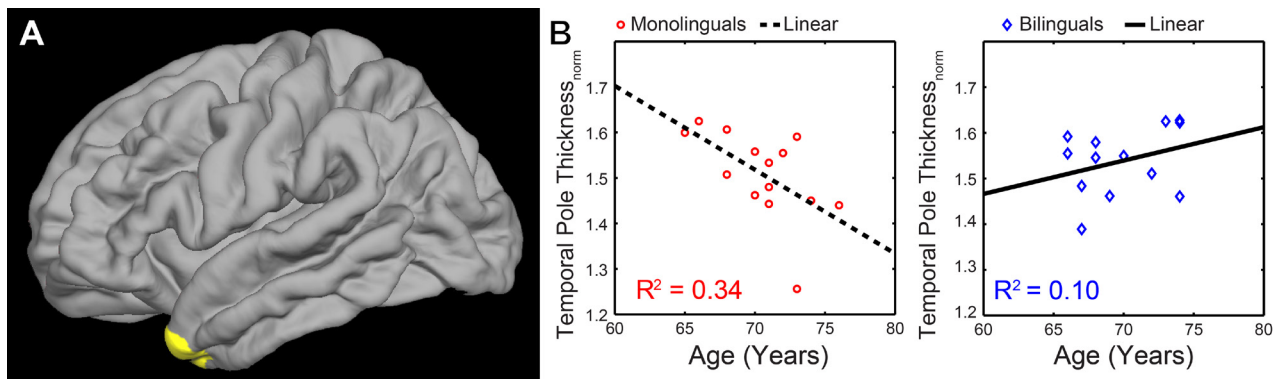 A
B
Monolinguals Linear
Temporal Pole Thickness norm
1.7
1.6
1.5
1.4
1.3
1.2
R² = 0.34
60 65 70 75 80
Age (Years)
Bilinguals Linear
Temporal Pole Thickness norm
1.7
1.6
1.5
1.4
1.3
1.2
R² = 0.10
60 65 70 75 80
Age (Years)